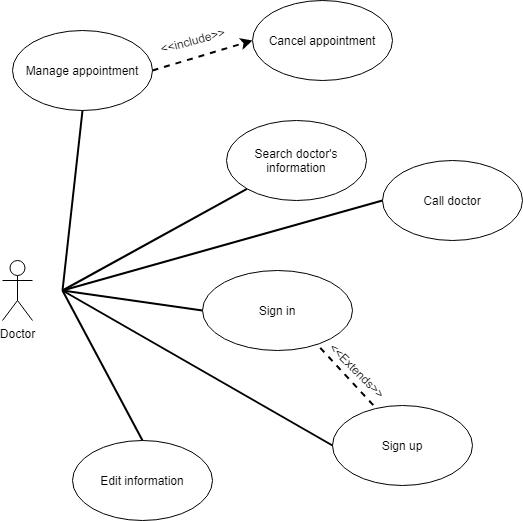 <<include>>
Cancel appointment
Manage appointment
Search doctor's
information
Call doctor
Sign in
Doctor
<<Extends>>
Sign up
Edit information